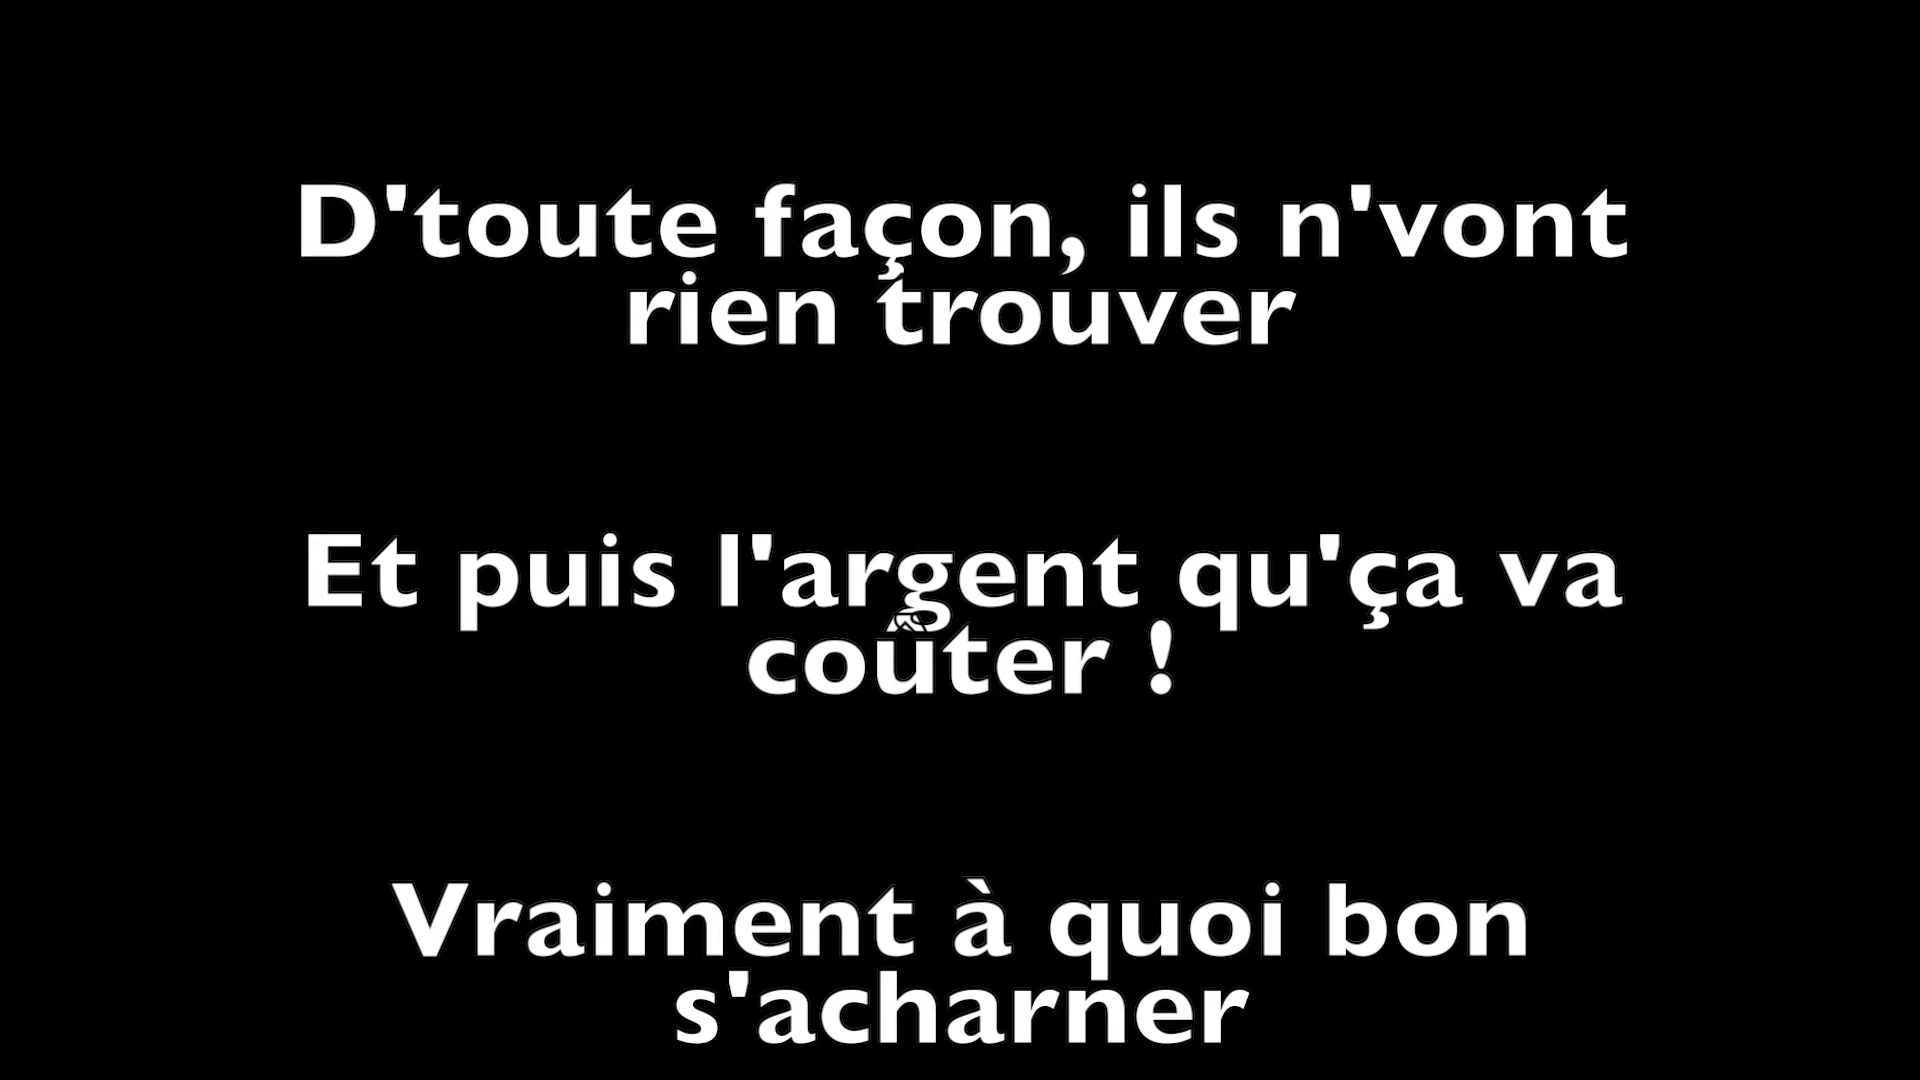 D'toute façon, ils n'vont
rien trouver
Et puis l'argent qu'ça va
coûter !
Vraiment à quoi bon
s'acharner